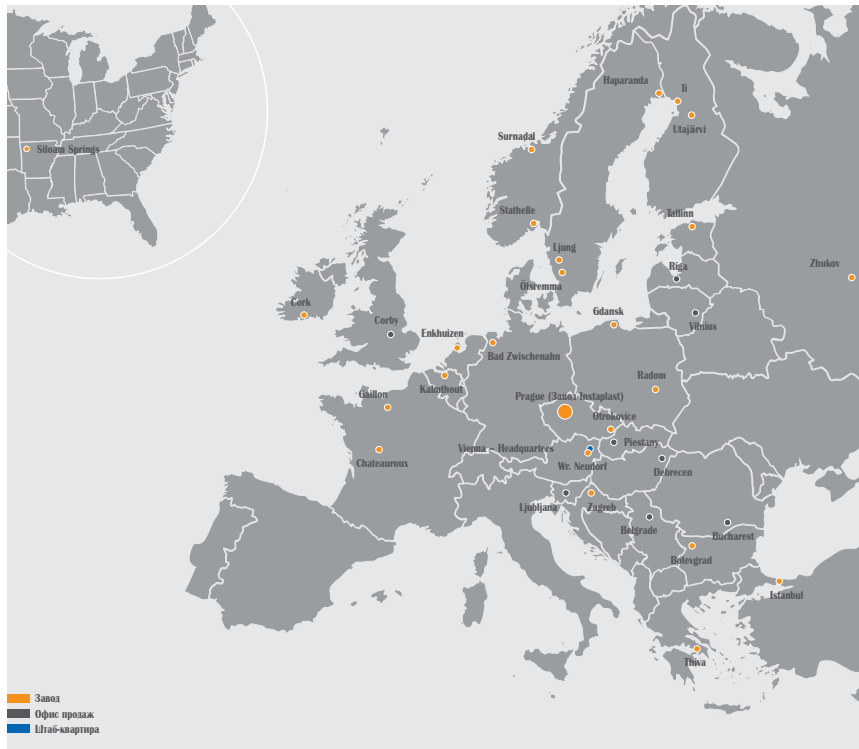 Haparanda
Ii
Utajärvi
Surnadal
Siloam Springs
Stathelle
Tallinn
Ljung
Zhukov
Riga
Ölsremma
Cork
Gdansk
Corby
Vilnius
Enkhuizen
Bad Zwischenahn
Radom
Kalmthout
Gaillon
Prague (Завод Instaplast)
Otrokovice
Piestany
Vienna – Headquarters
Chateauroux
Wr. Neudorf
Debrecen
Ljubljana
Zagreb
Belgrade
Bucharest
Botevgrad
Istanbul
Thiva
Завод
Офис продаж
Штаб-квартира